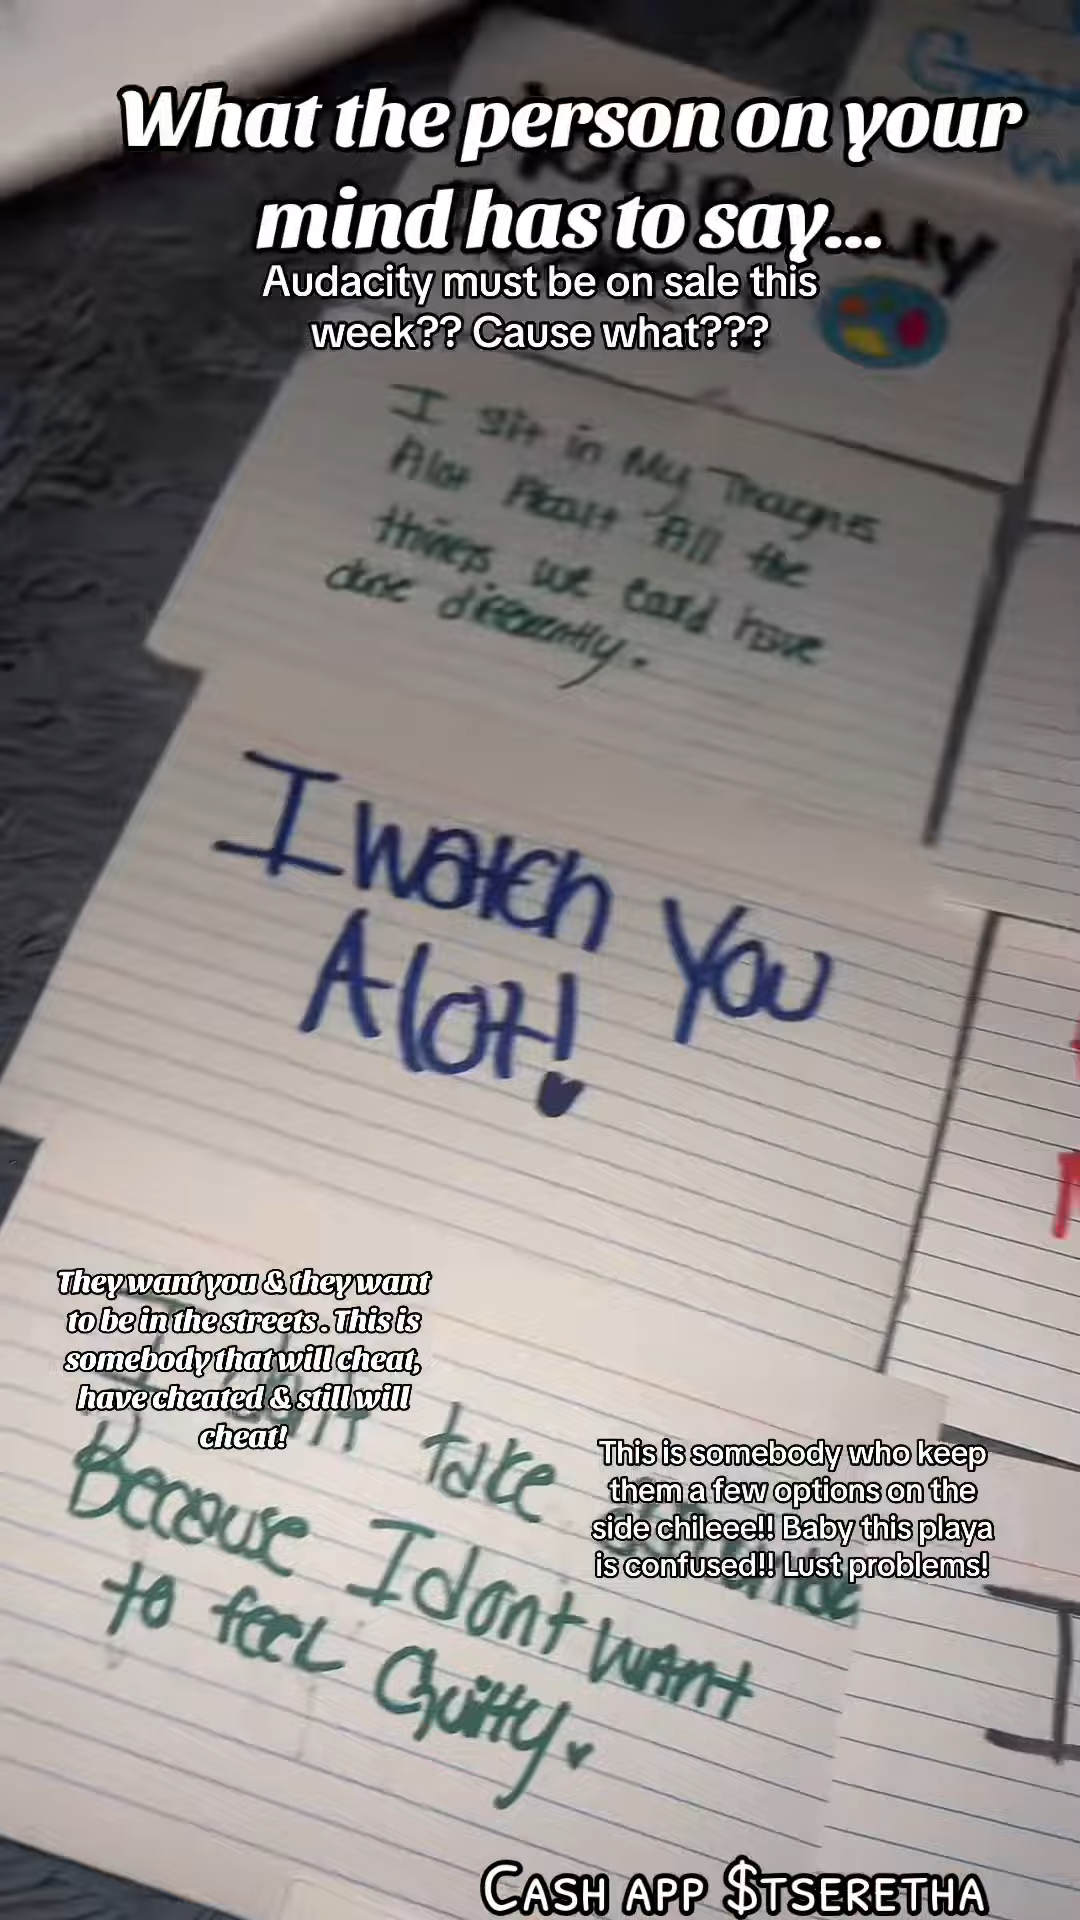 What the person on your
mind has to say...
Audacity must be on sale this
week?? Cause what???
I sit in My Thoughts
Alot About All the
things we could have
done differently.
I watch You
Alot!
They want you & they want
to be in the streets. This is
somebody that will cheat,
have cheated & still will
cheat!
I don't take
Because I dont want
to feel Guilty.
This is somebody who keep
them a few options on the
side chileee!! Baby this playa
is confused!! Lust problems!
I
Cash app $tseretha